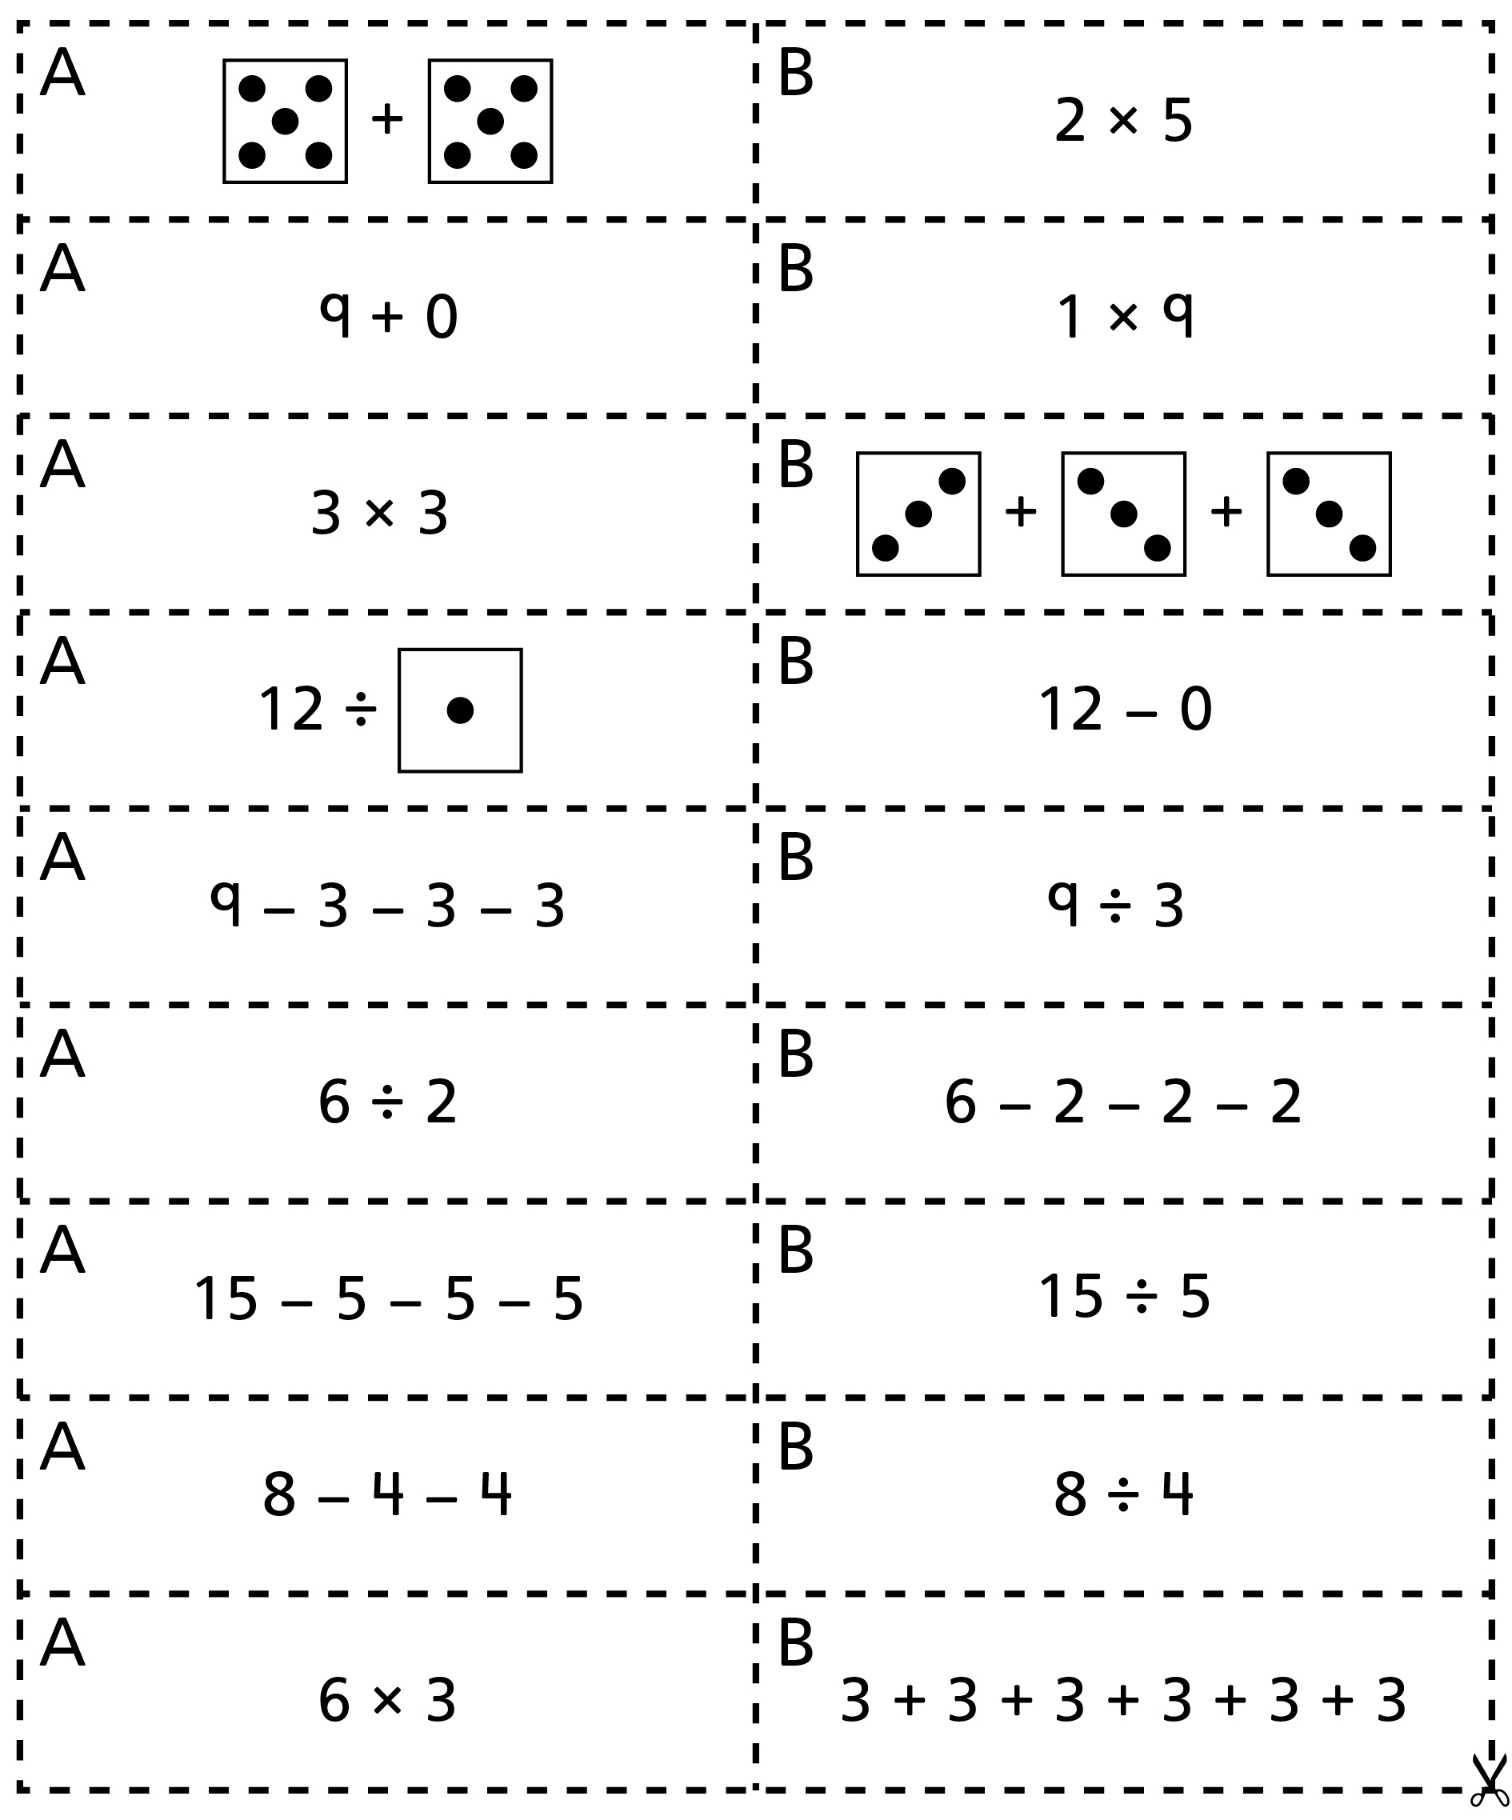 A
+
B
2 × 5
A
9 + 0
B
1 × 9
A
3 × 3
B
+ +
A
12 ÷
B
12 – 0
A
9 – 3 – 3 – 3
B
9 ÷ 3
A
6 ÷ 2
B
6 – 2 – 2 – 2
A
15 – 5 – 5 – 5
B
15 ÷ 5
A
8 – 4 – 4
B
8 ÷ 4
A
6 × 3
B
3 + 3 + 3 + 3 + 3 + 3